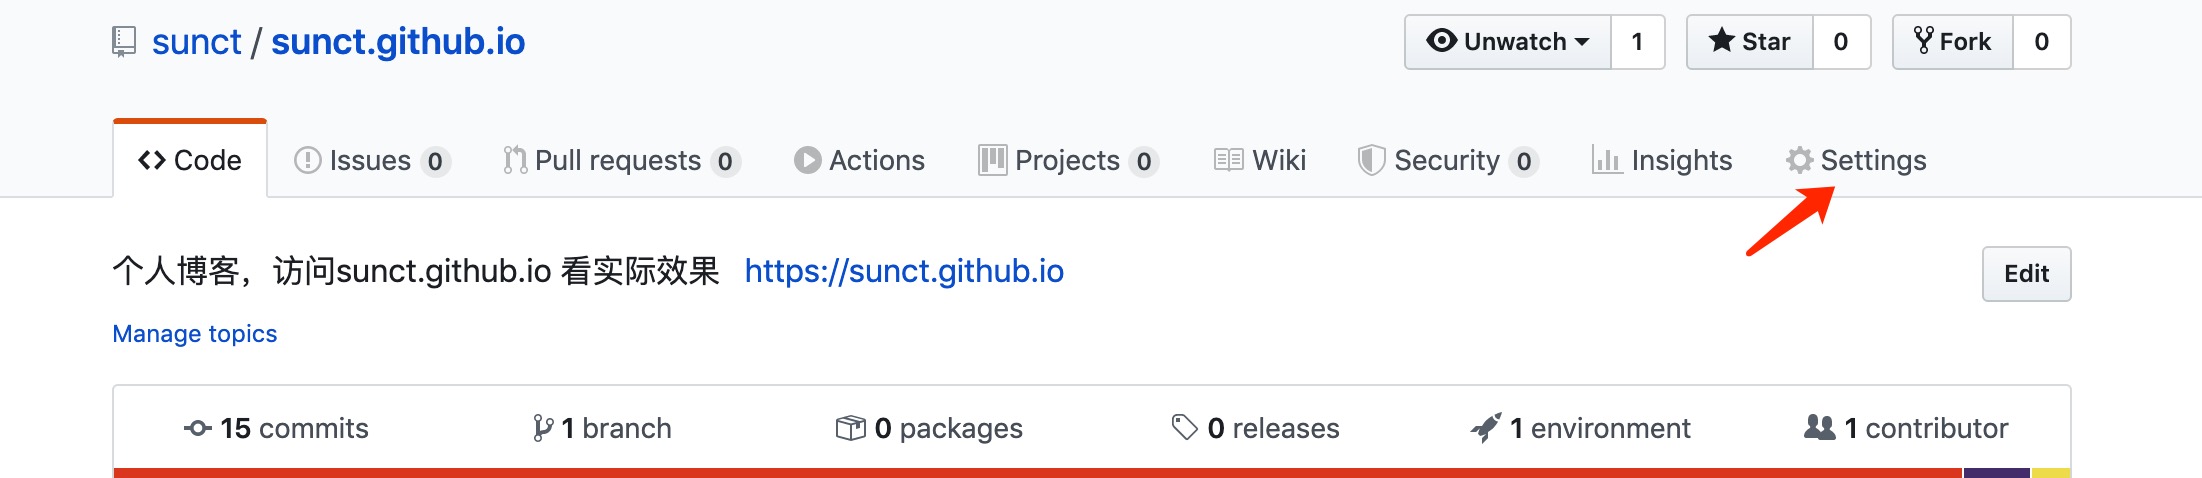 sunct / sunct.github.io Unwatch 1 Star 0 Fork 0
Code Issues 0 Pull requests 0 Actions Projects 0 Wiki Security 0 Insights Settings
个人博客，访问sunct.github.io 看实际效果 https://sunct.github.io Edit
Manage topics
15 commits 1 branch 0 packages 0 releases 1 environment 1 contributor